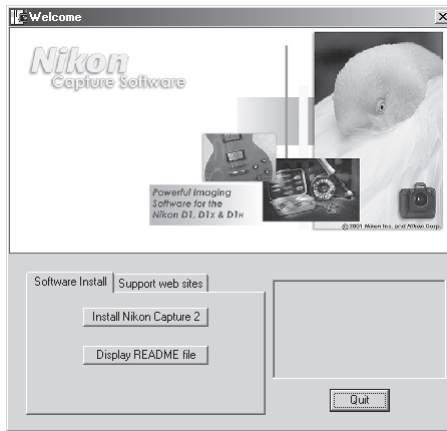 Welcome
Nikon
Capture Software
Powerful Imaging
Software for the
Nikon D1, D1x & D1H
© 2001 Nikon Inc. and Nikon Corp.
Software Install
Support web sites
Install Nikon Capture 2
Display README file
Quit